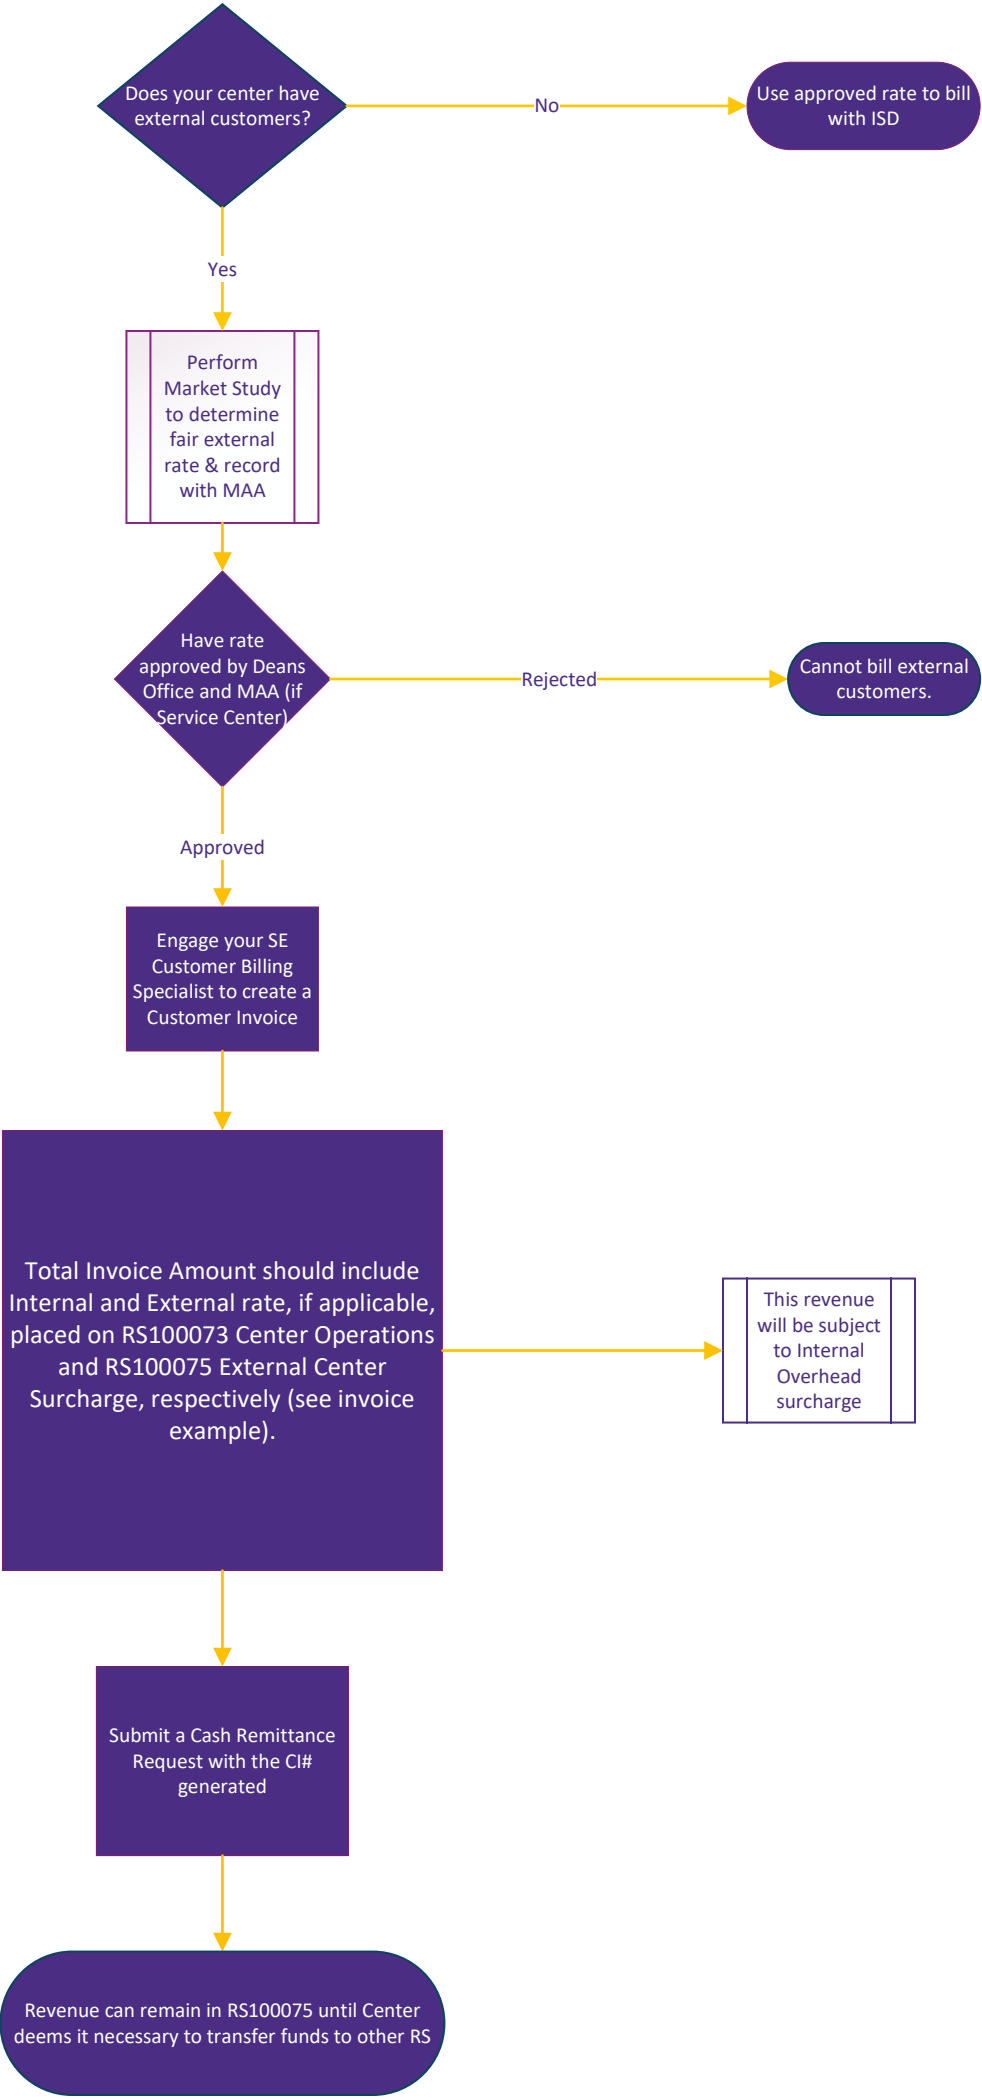 Does your center have
external customers?
No
Use approved rate to bill
with ISD
Yes
Perform
Market Study
to determine
fair external
rate & record
with MAA
Have rate
approved by Deans
Office and MAA (if
Service Center)
Rejected
Cannot bill external
customers.
Approved
Engage your SE
Customer Billing
Specialist to create a
Customer Invoice
Total Invoice Amount should include
Internal and External rate, if applicable,
placed on RS100073 Center Operations
and RS100075 External Center
Surcharge, respectively (see invoice
example).
This revenue
will be subject
to Internal
Overhead
surcharge
Submit a Cash Remittance
Request with the CI#
generated
Revenue can remain in RS100075 until Center
deems it necessary to transfer funds to other RS